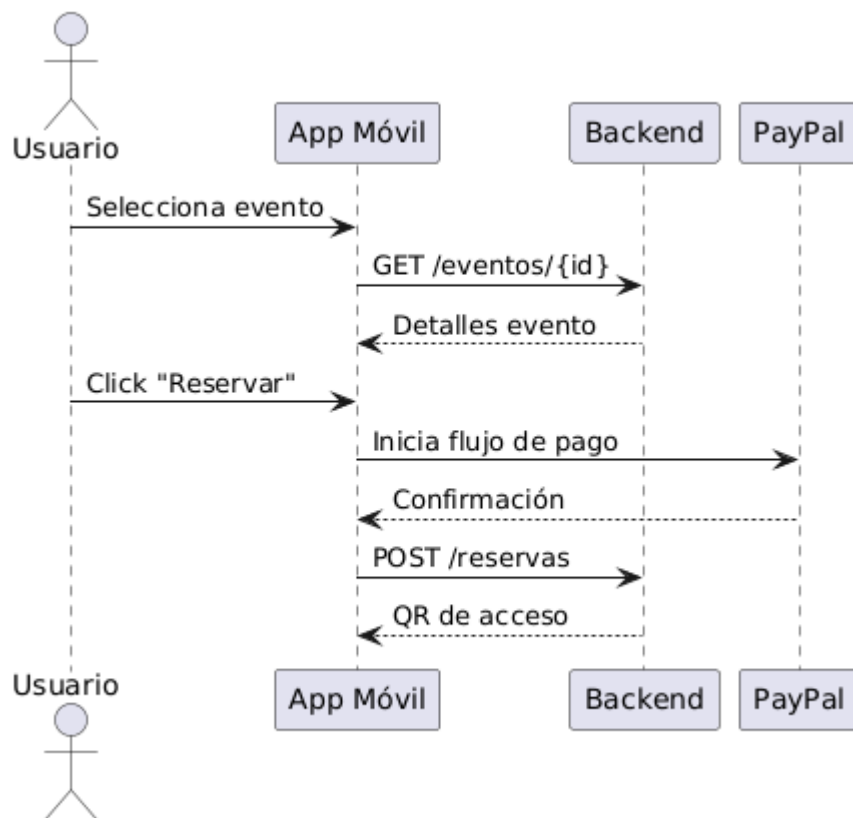 Usuario
App Móvil
Backend
PayPal
Selecciona evento
GET /eventos/{id}
Detalles evento
Click "Reservar"
Inicia flujo de pago
Confirmación
POST /reservas
QR de acceso
Usuario
App Móvil
Backend
PayPal